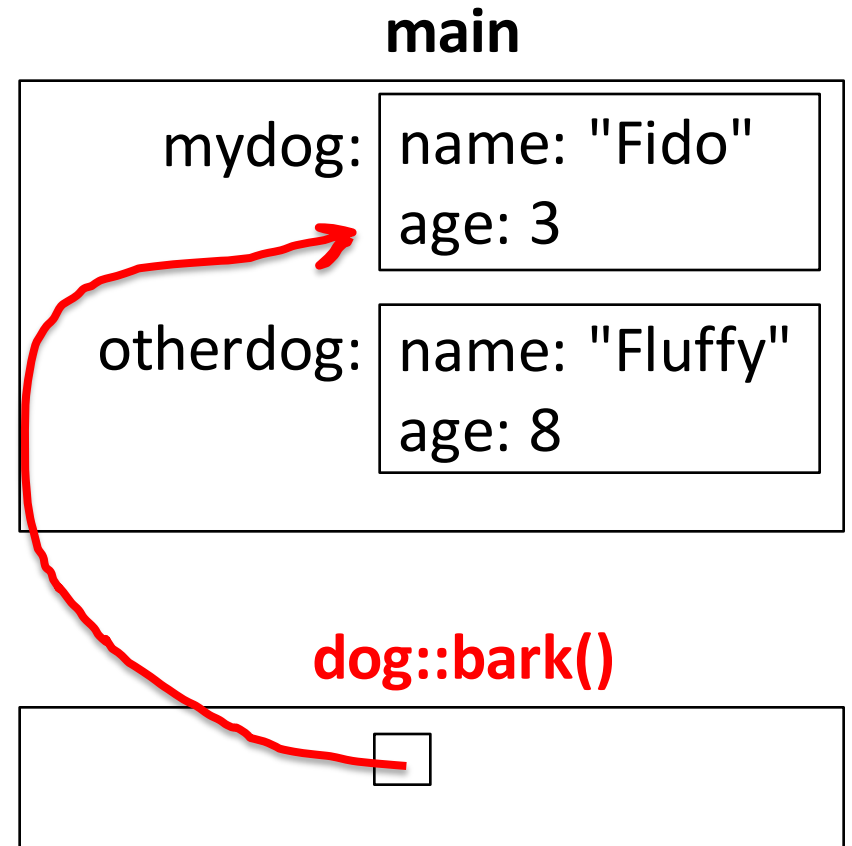 main
mydog: name: "Fido"
age: 3
otherdog: name: "Fluffy"
age: 8
dog::bark()